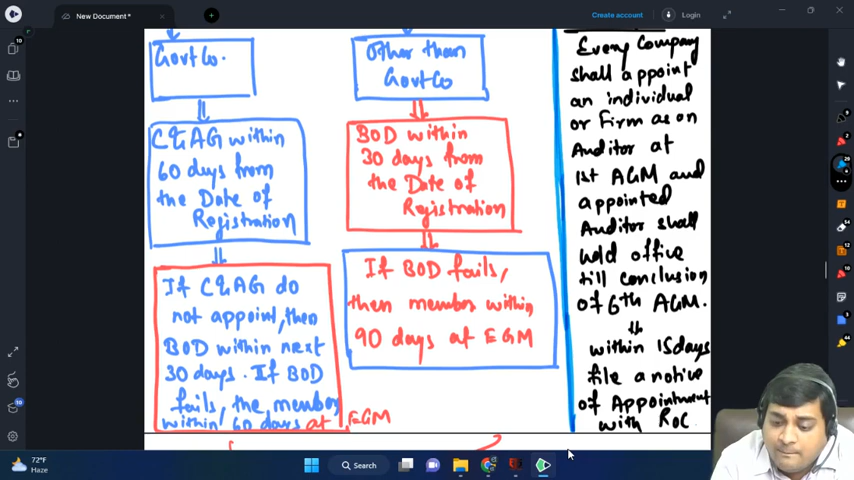 New Document*
Create account
Login
Govt Co.
Other than
Govt Co
C&AG within
60 days from
the Date of
Registration
BOD within
30 days from
the Date of
Registration
If C&AG do
not appoint, then
BOD within next
30 days. If BOD
fails, the member
within 60 days at EGM
If BOD fails,
then member within
90 days at EGM
Every Company
shall appoint
an individual
or Firm as an
Auditor at
1st AGM and
appointed
Auditor shall
hold office
till conclusion
of 6th AGM.
within 15 days
file a notice
of Appointment
with ROC
72°F
Haze
Search